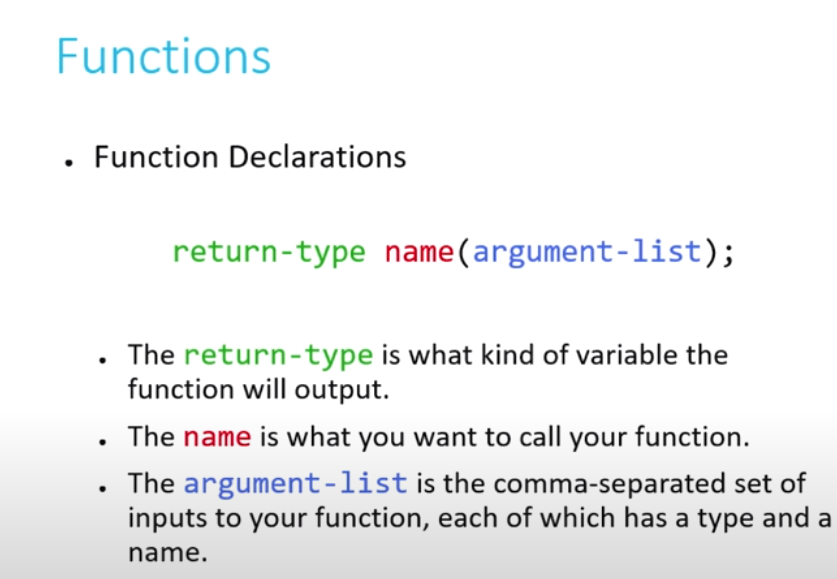 Functions
• Function Declarations
return-type name(argument-list);
• The return-type is what kind of variable the
function will output.
• The name is what you want to call your function.
• The argument-list is the comma-separated set of
inputs to your function, each of which has a type and a
name.